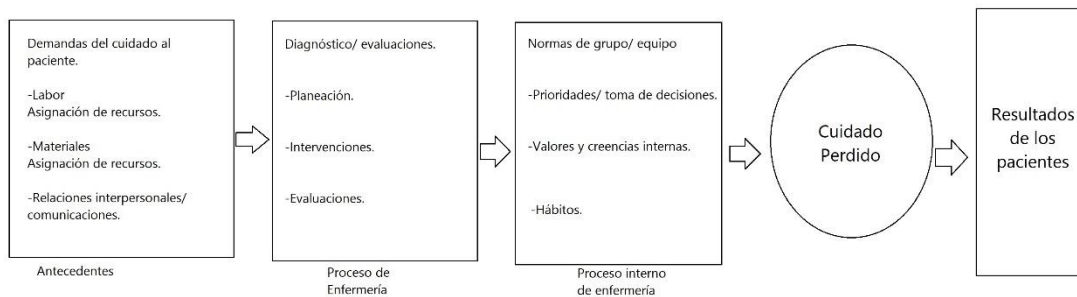 Demandas del cuidado al
paciente.
-Labor
Asignación de recursos.
-Materiales
Asignación de recursos.
-Relaciones interpersonales/
comunicaciones.
Antecedentes
Diagnóstico/ evaluaciones.
-Planeación.
-Intervenciones.
-Evaluaciones.
Proceso de
Enfermería
Normas de grupo/ equipo
-Prioridades/ toma de decisiones.
-Valores y creencias internas.
-Hábitos.
Proceso interno
de enfermería
Cuidado
Perdido
Resultados
de los
pacientes